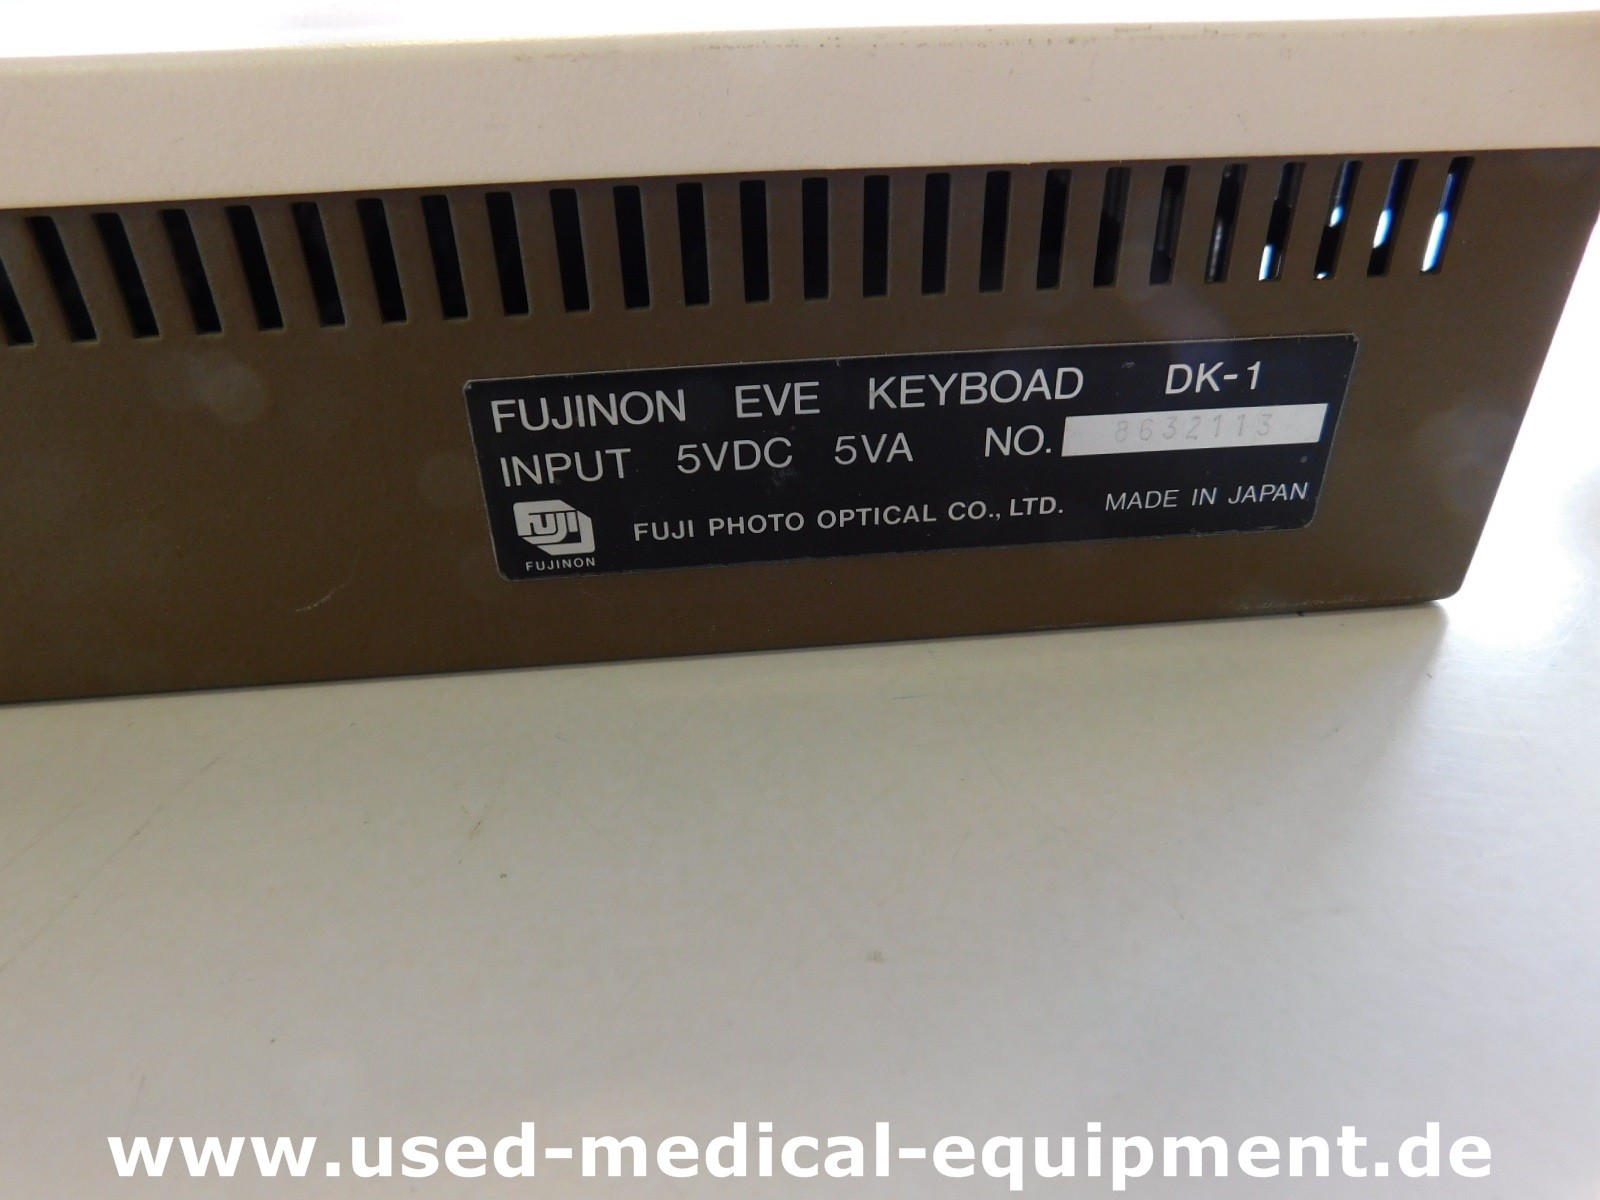 FUJINON EVE KEYBOAD DK-1
INPUT 5VDC 5VA NO. 8632113
FUJI
FUJINON
FUJI PHOTO OPTICAL CO., LTD. MADE IN JAPAN
www.used-medical-equipment.de